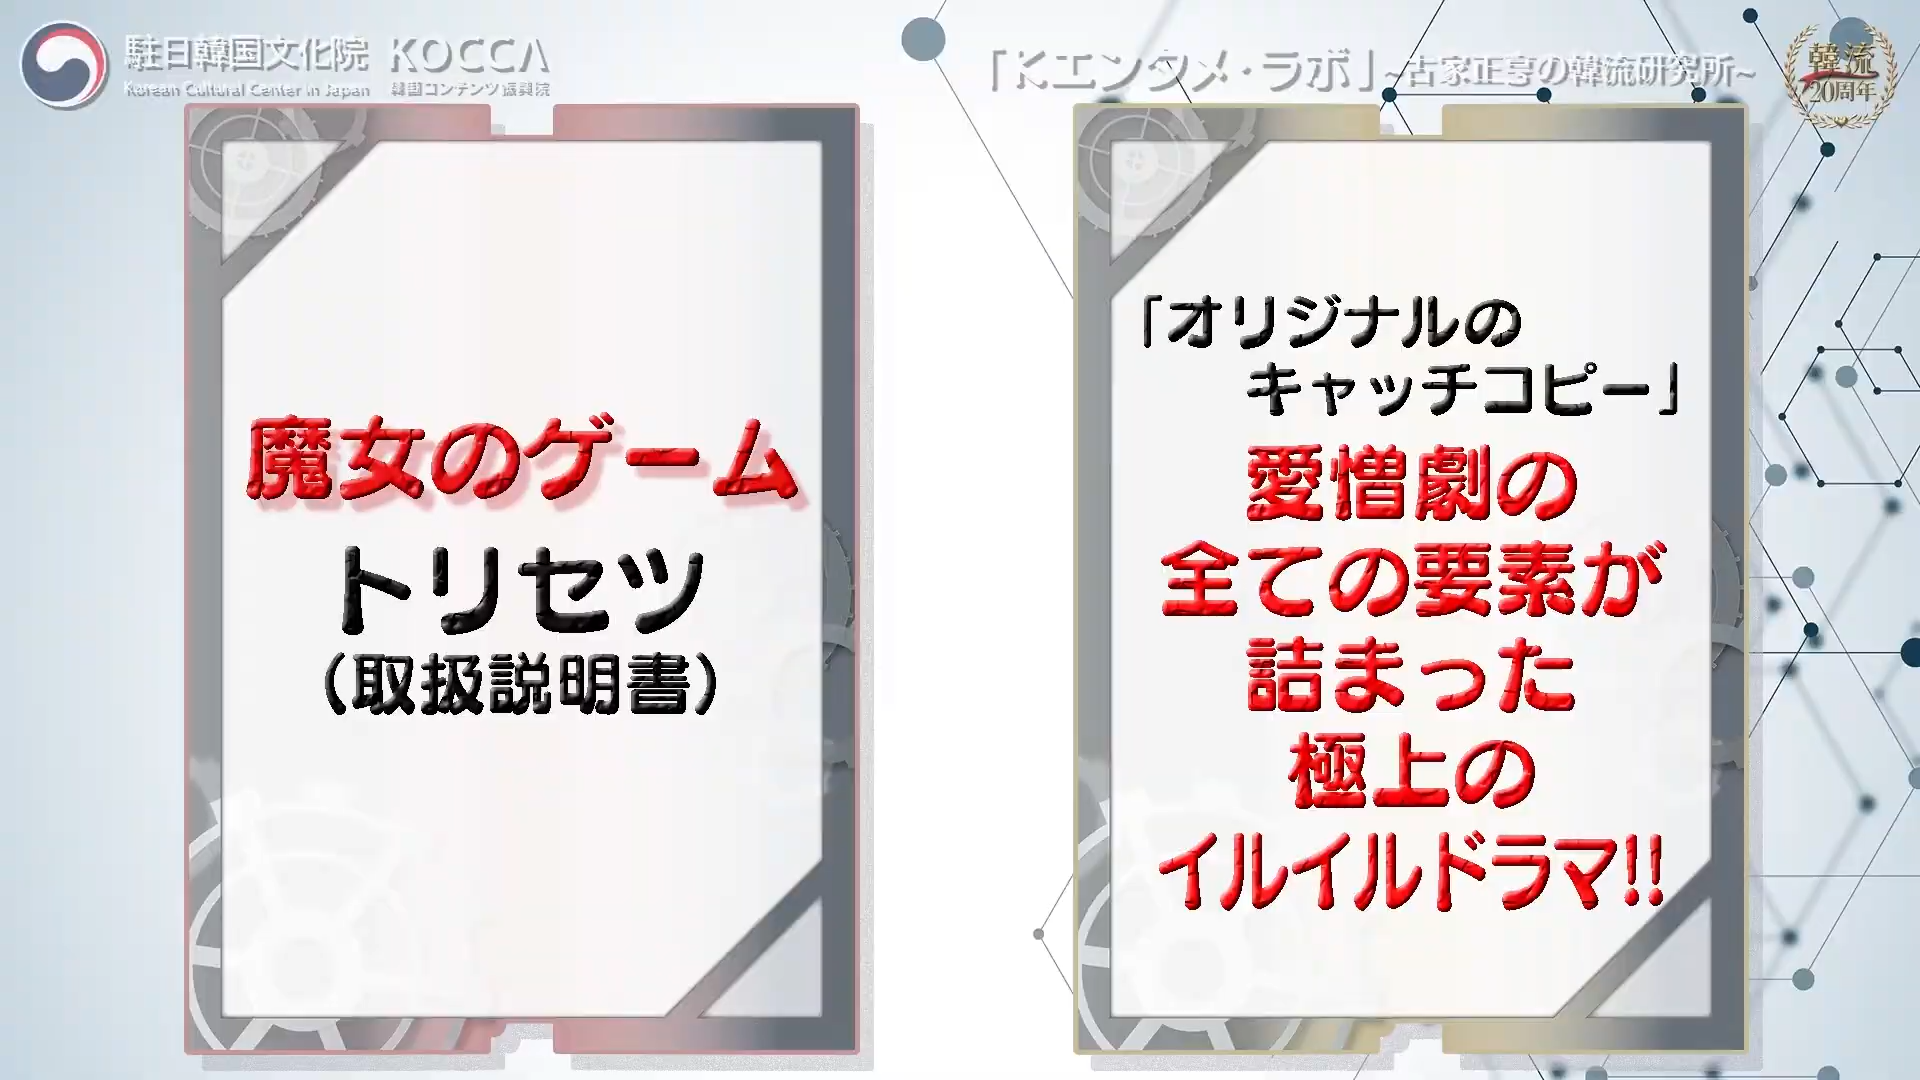 駐日韓国文化院
Korean Cultural Center in Japan
KOCCA
韓国コンテンツ振興院
「Kエンタメ・ラボ」~古家正亨の韓流研究所~
韓流
20周年
魔女のゲーム
トリセツ
(取扱説明書)
「オリジナルの
キャッチコピー」
愛憎劇の
全ての要素が
詰まった
極上の
イルイルドラマ!!